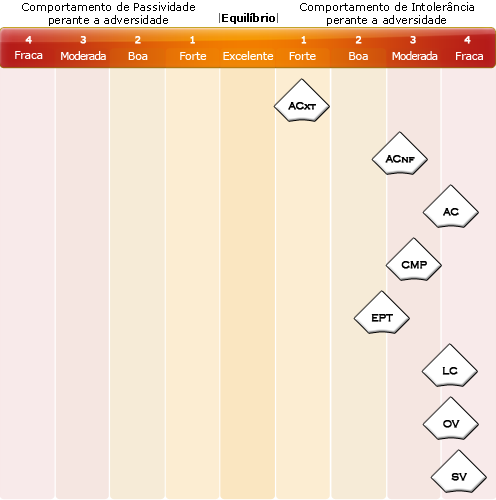 Comportamento de Passividade
perante a adversidade
|Equilíbrio|
Comportamento de Intolerância
perante a adversidade
4 3 2 1 1 2 3 4
Fraca Moderada Boa Forte Excelente Forte Boa Moderada Fraca
ACXT
ACNF
AC
CMP
EPT
LC
OV
SV